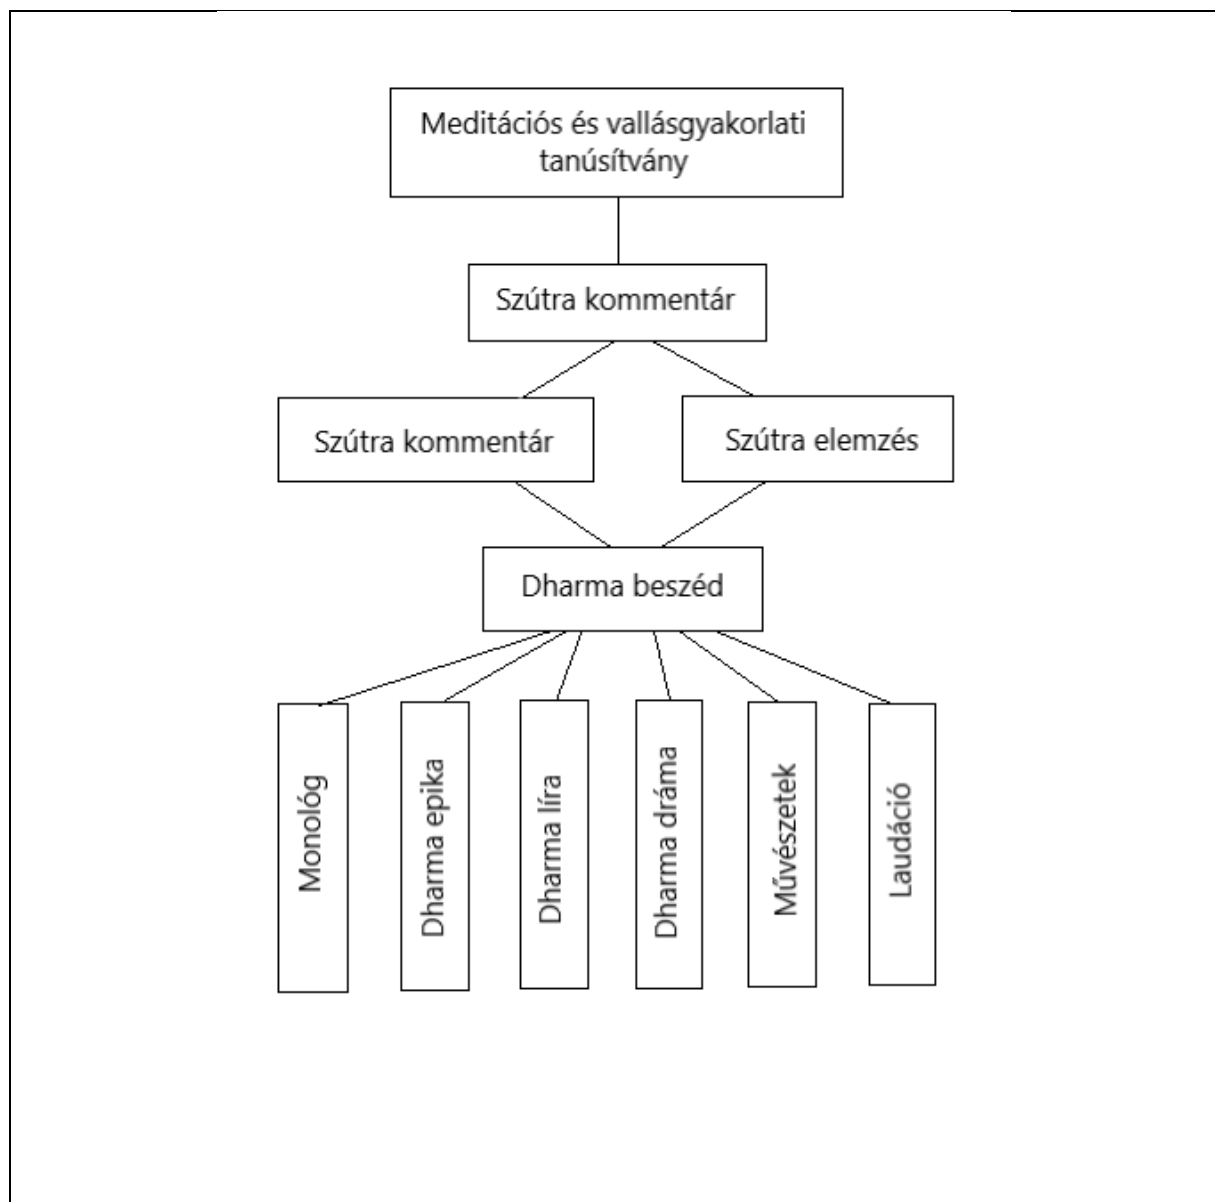 Meditációs és vallásgyakorlati
tanúsítvány
Szútra kommentár
Szútra kommentár
Szútra elemzés
Dharma beszéd
Monológ
Dharma epika
Dharma líra
Dharma dráma
Művészetek
Laudáció